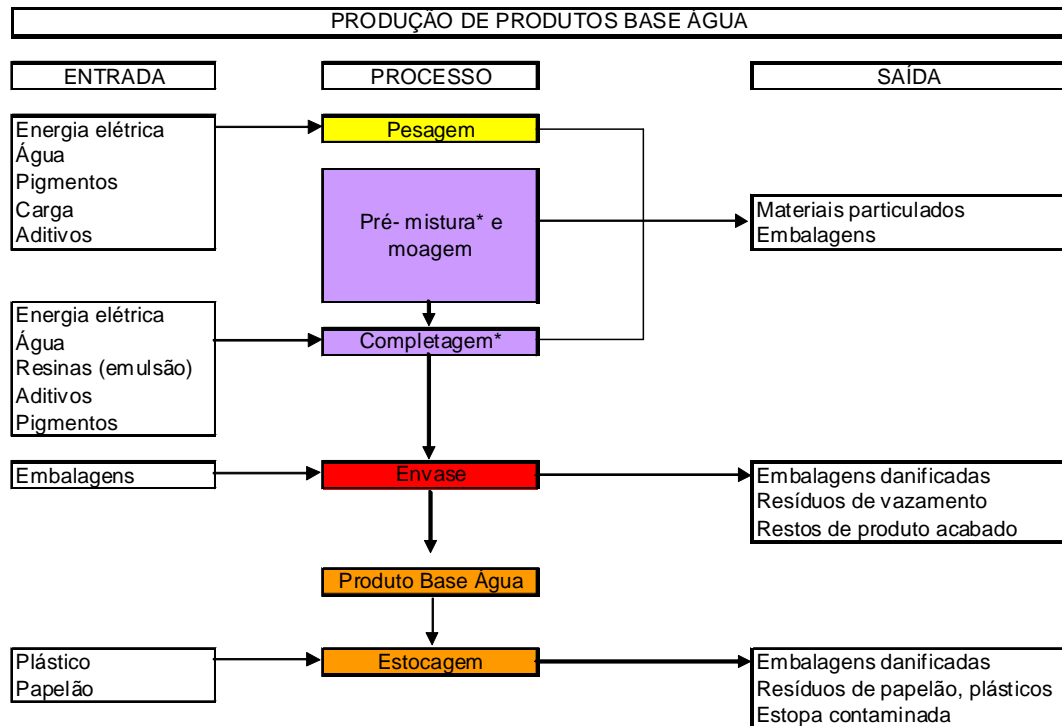 PRODUÇÃO DE PRODUTOS BASE ÁGUA
ENTRADA
PROCESSO
SAÍDA
Energia elétrica
Água
Pigmentos
Carga
Aditivos
Pesagem
Pré- mistura* e
moagem
Materiais particulados
Embalagens
Energia elétrica
Água
Resinas (emulsão)
Aditivos
Pigmentos
Completagem*
Embalagens
Envase
Embalagens danificadas
Resíduos de vazamento
Restos de produto acabado
Produto Base Água
Plástico
Papelão
Estocagem
Embalagens danificadas
Resíduos de papelão, plásticos
Estopa contaminada